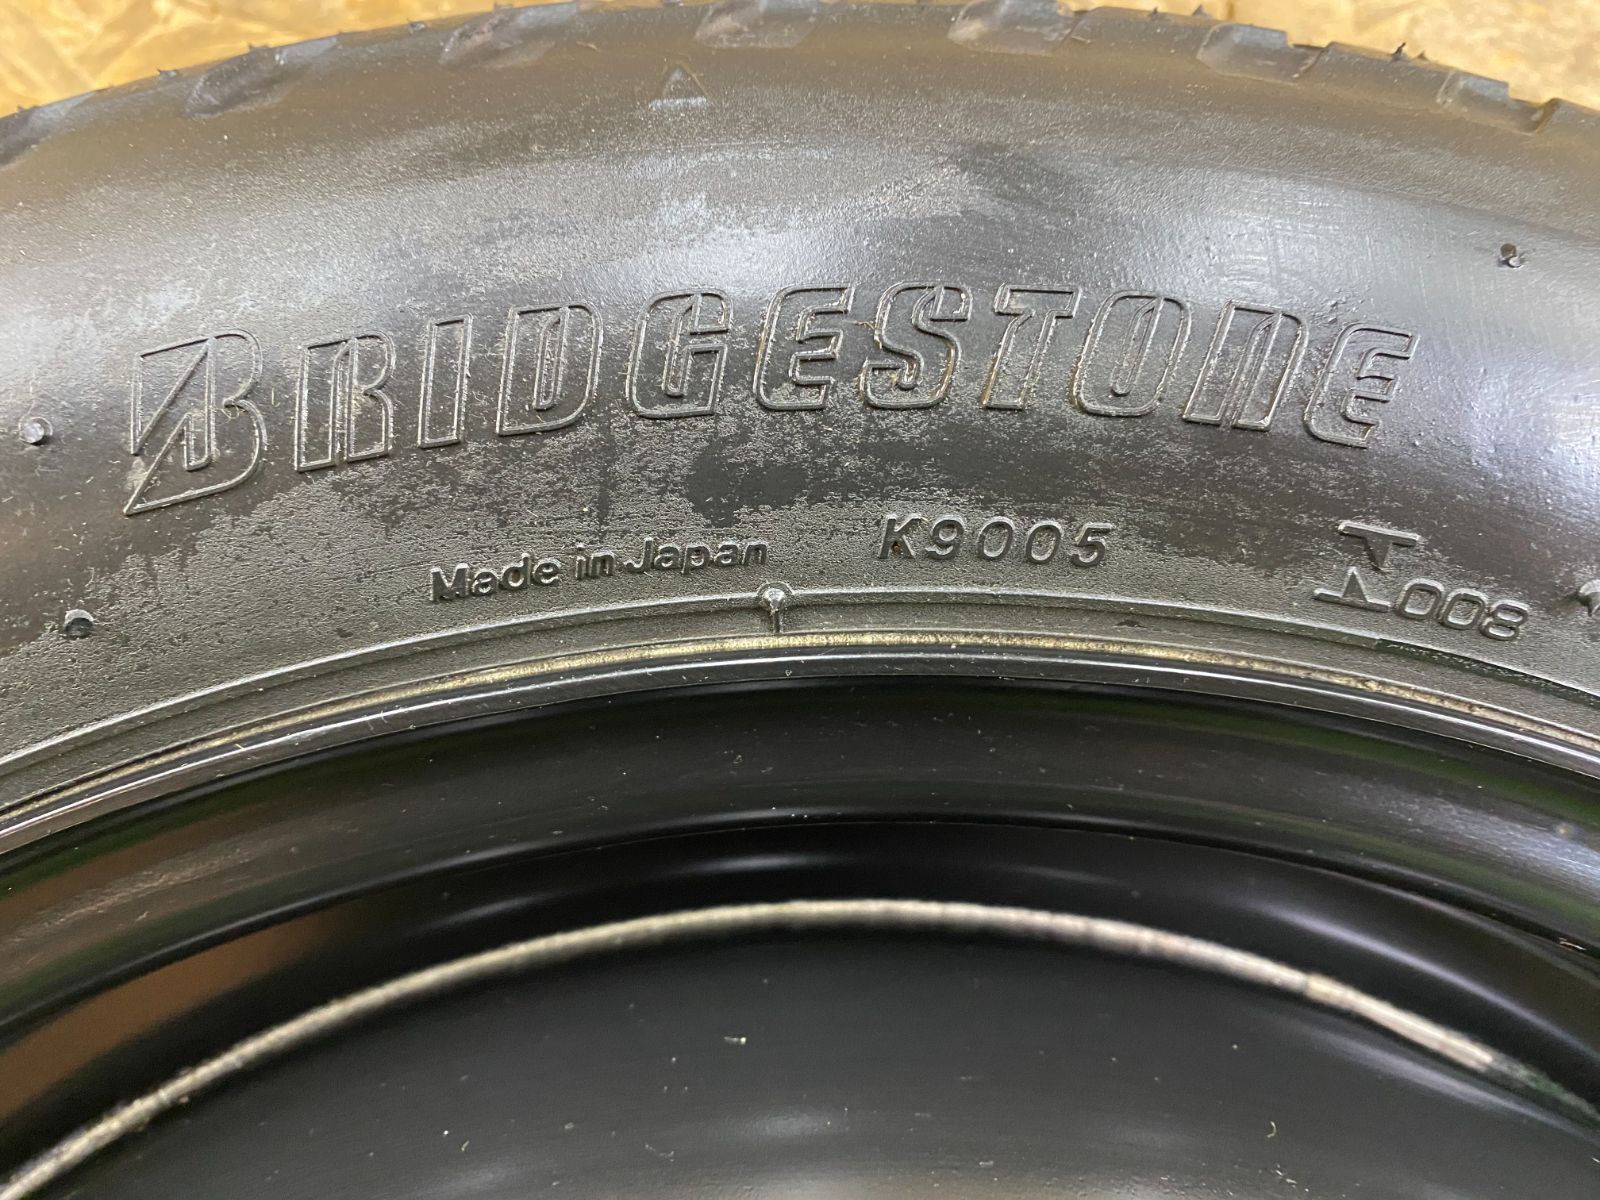 BRIDGESTONE
Made in Japan K9005
008